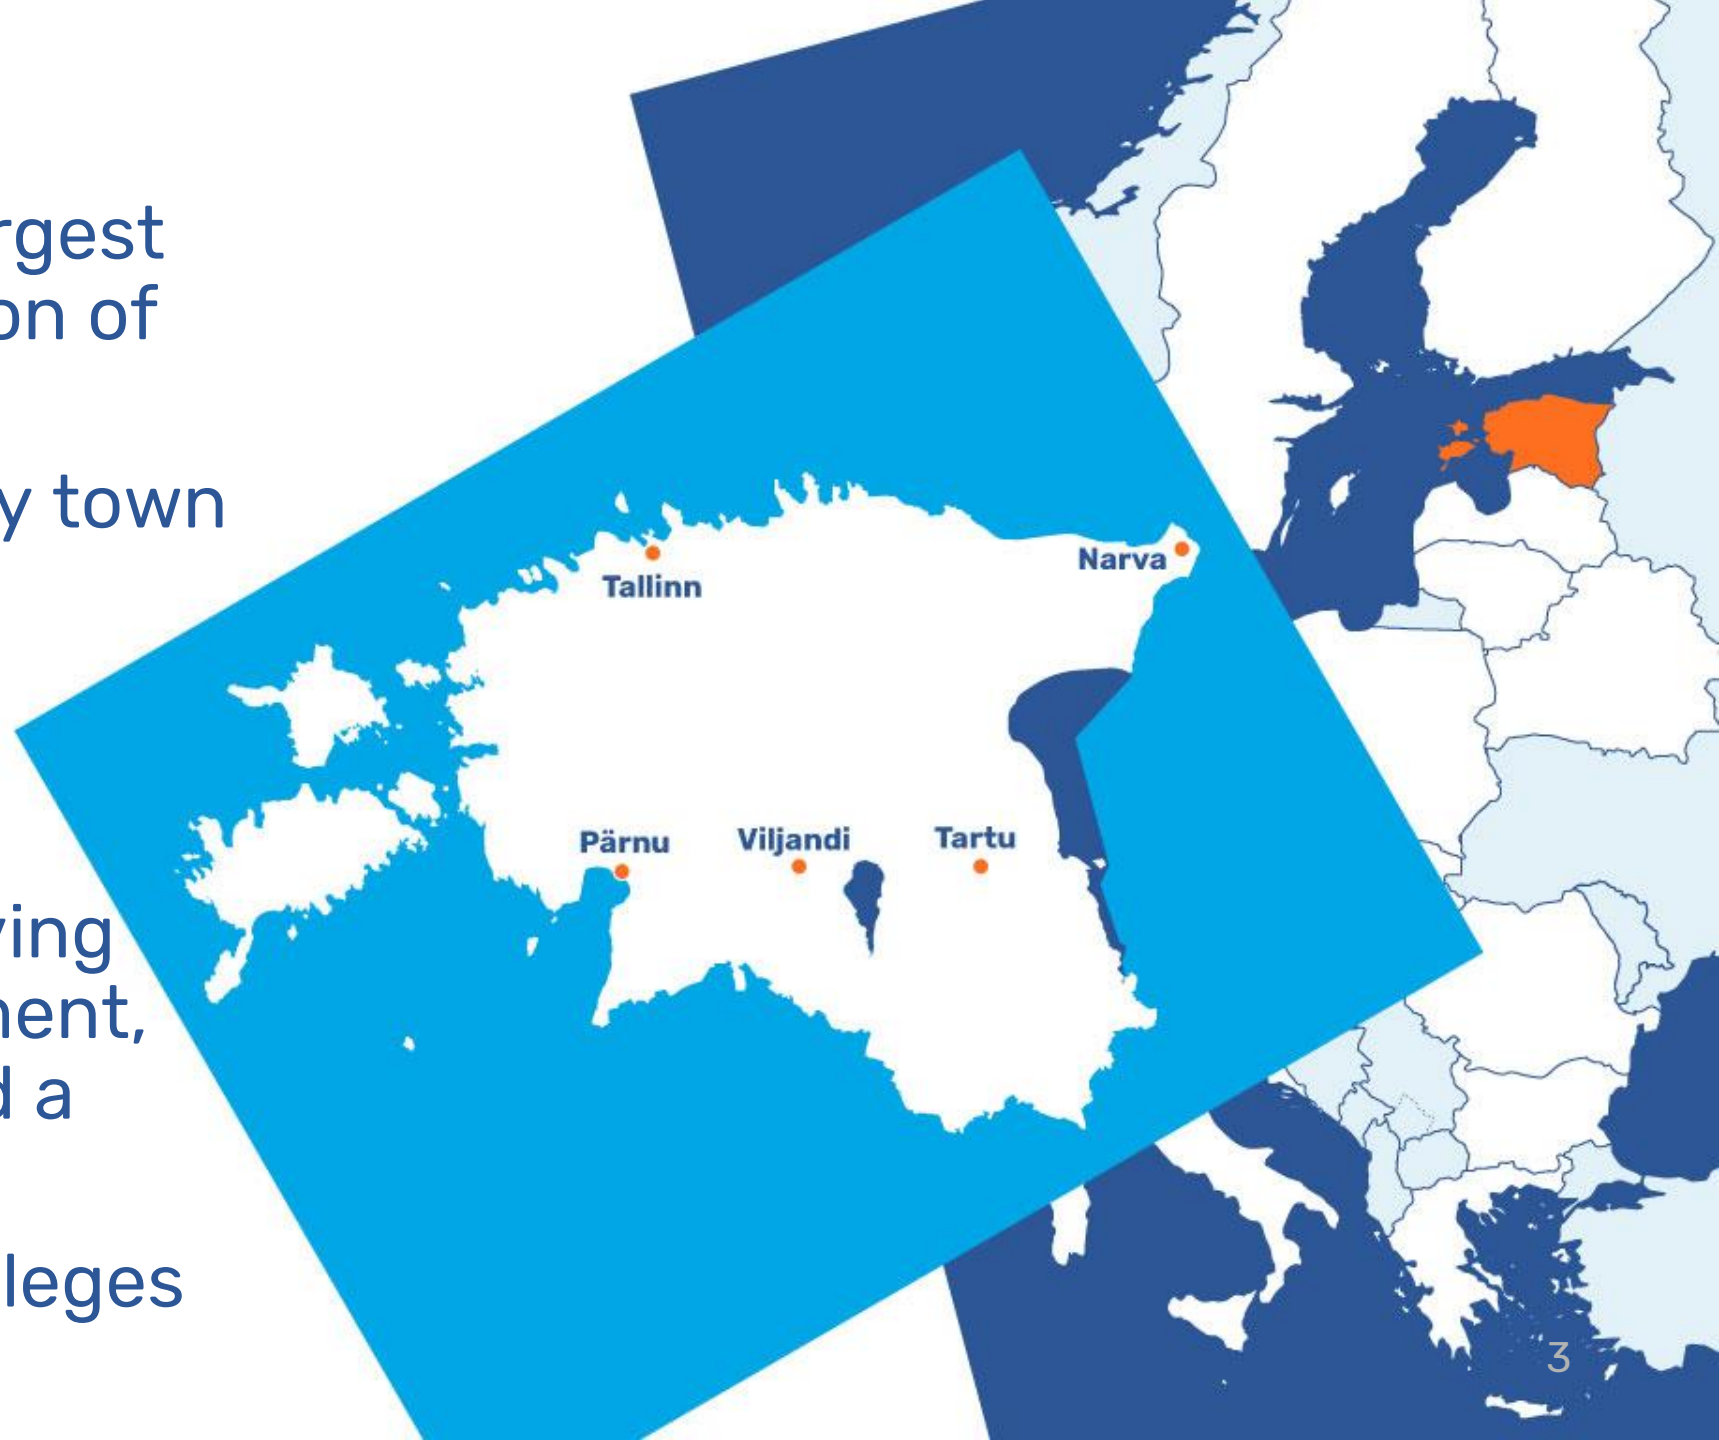 rgest
on of
y town
Tallinn
Narva
Pärnu
Viljandi
Tartu
ving
nent,
d a
leges
3